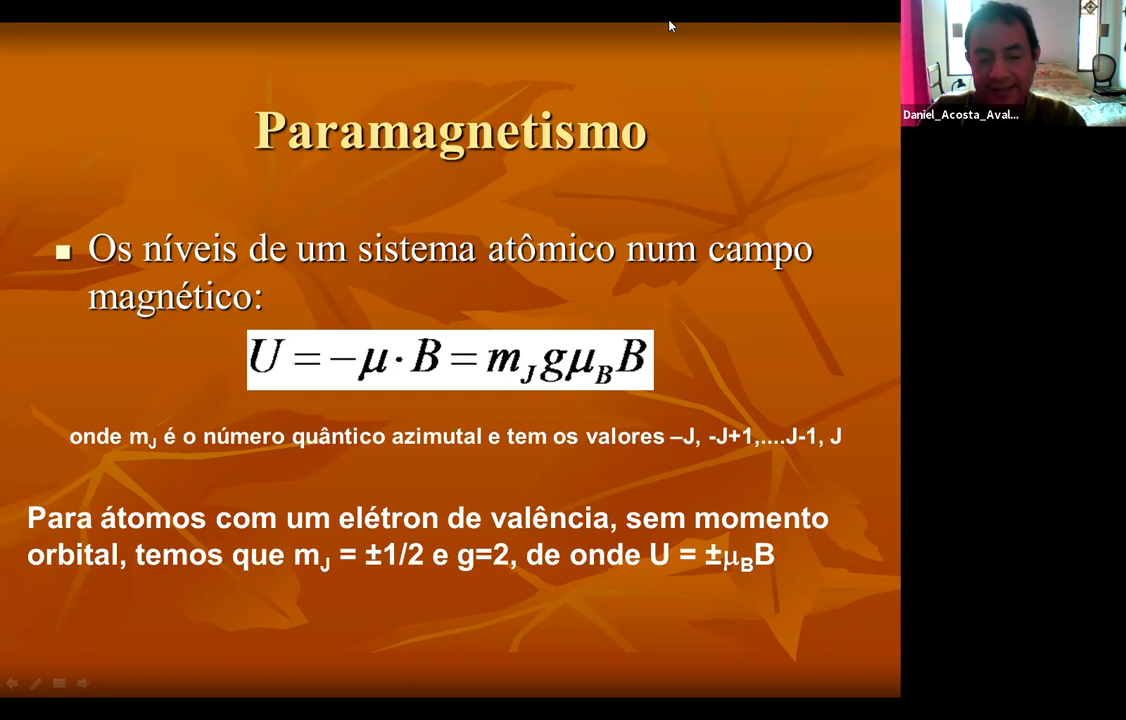 Paramagnetismo
Os níveis de um sistema atômico num campo
magnético:
U = −μ · B = m_J gμ_B B
onde m_J é o número quântico azimutal e tem os valores –J, -J+1,....J-1, J
Para átomos com um elétron de valência, sem momento
orbital, temos que m_J = ±1/2 e g=2, de onde U = ±μ_BB
Daniel_Acosta_Aval...